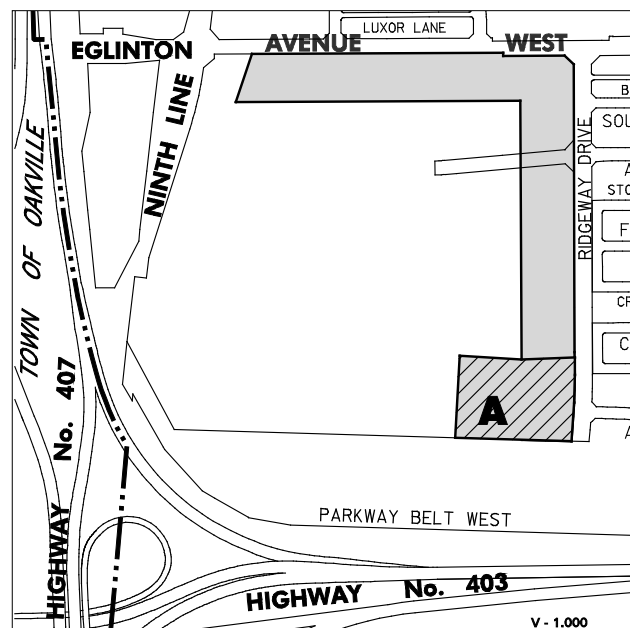 LUXOR LANE
EGLINTON AVENUE WEST
NINTH LINE
TOWN OF OAKVILLE
RIDGEWAY DRIVE
B
SOU
A
STO
F
CR
C
A
A
HIGHWAY No. 407
PARKWAY BELT WEST
HIGHWAY No. 403
V - 1.000